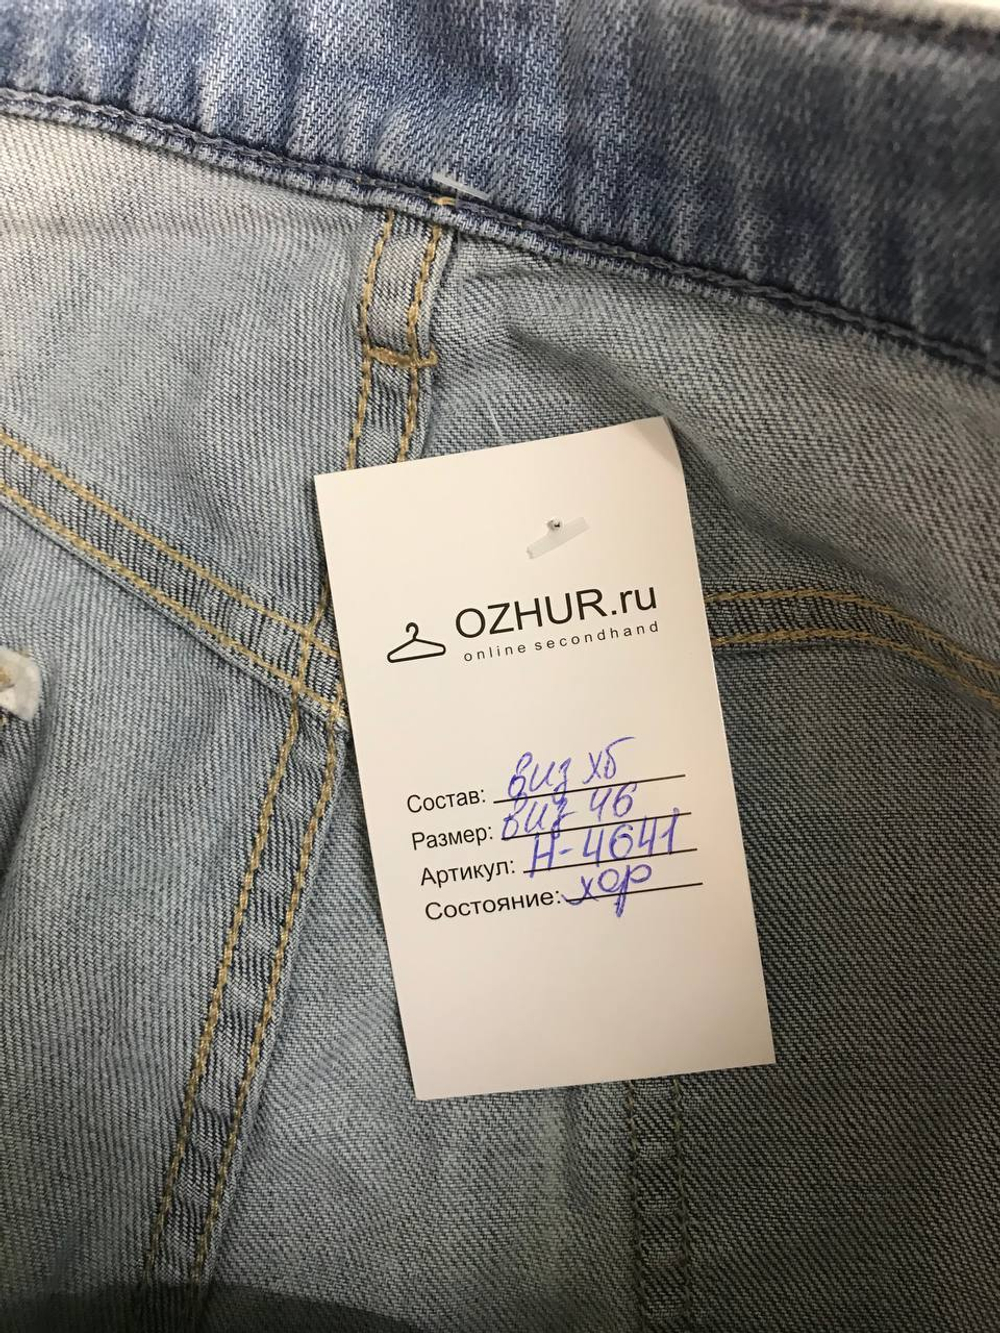 OZHUR.ru
online secondhand
Состав: виз хб
Размер: виз 46
Артикул: Н-4641
Состояние: хор